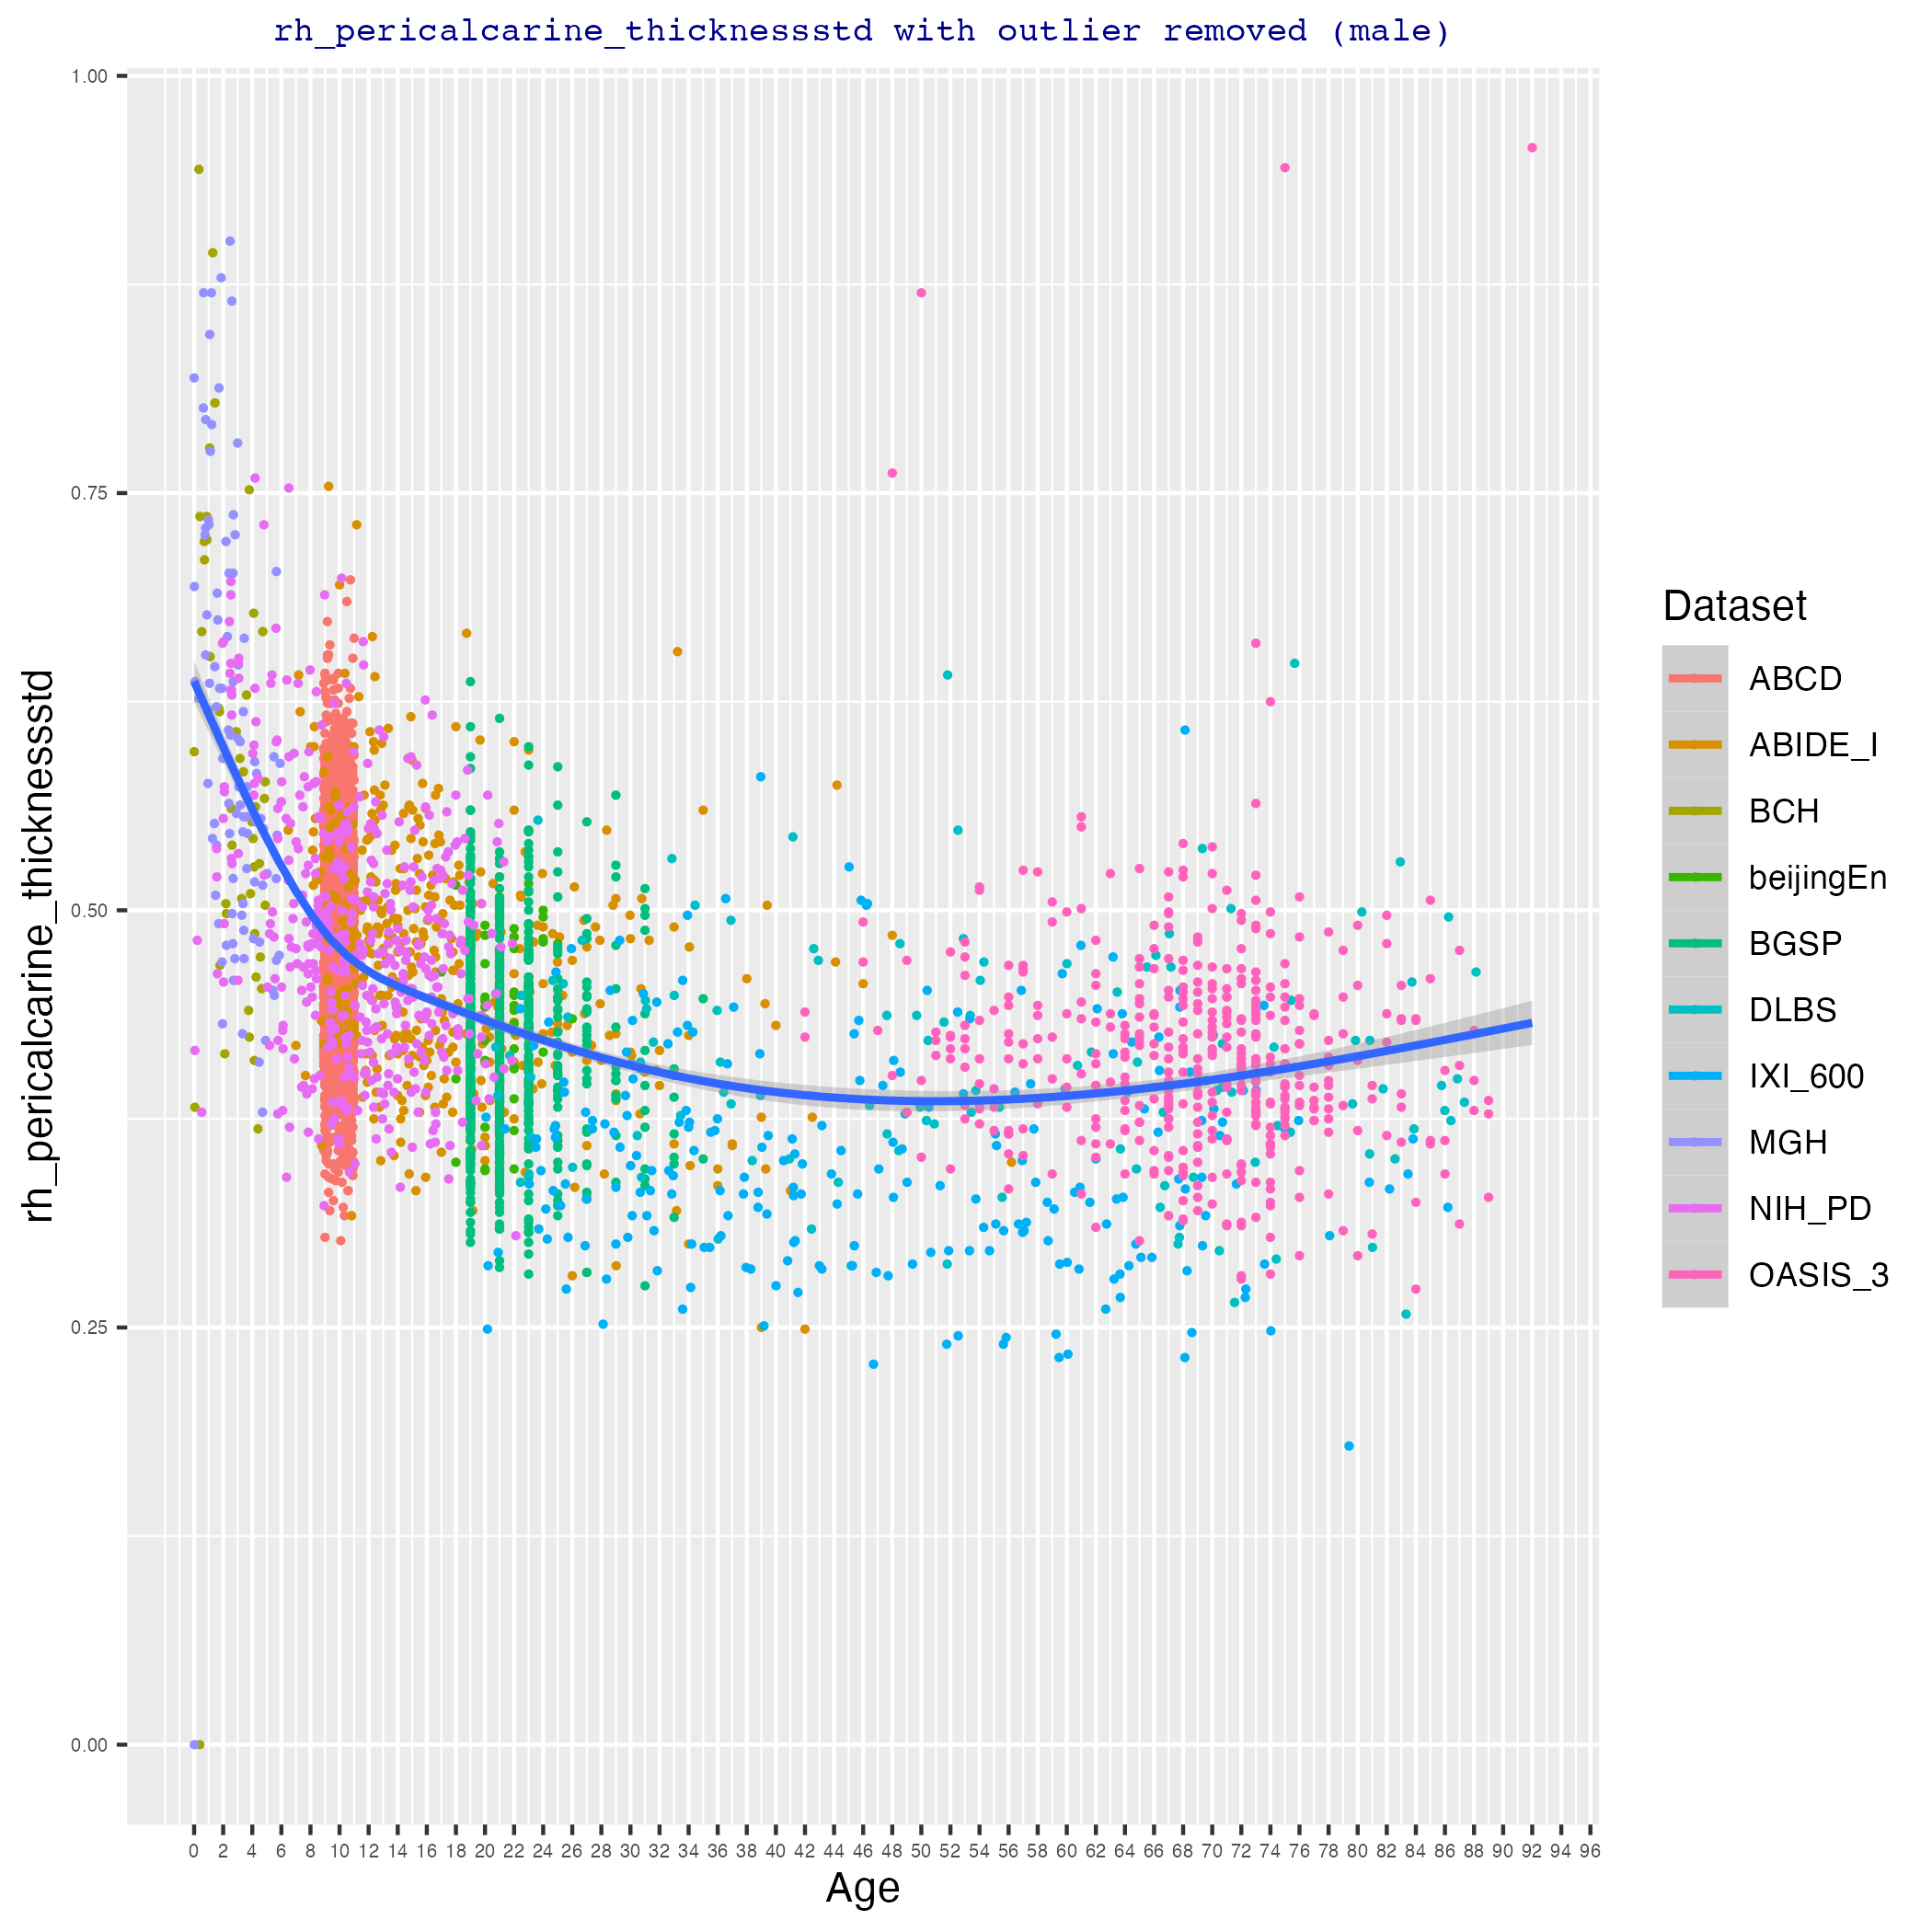 rh_pericalcarine_thicknessstd with outlier removed (male)
1.00
0.75
0.50
0.25
0.00
rh_pericalcarine_thicknessstd
0 2 4 6 8 10 12 14 16 18 20 22 24 26 28 30 32 34 36 38 40 42 44 46 48 50 52 54 56 58 60 62 64 66 68 70 72 74 76 78 80 82 84 86 88 90 92 94 96
Age
Dataset
ABCD
ABIDE_I
BCH
beijingEn
BGSP
DLBS
IXI_600
MGH
NIH_PD
OASIS_3